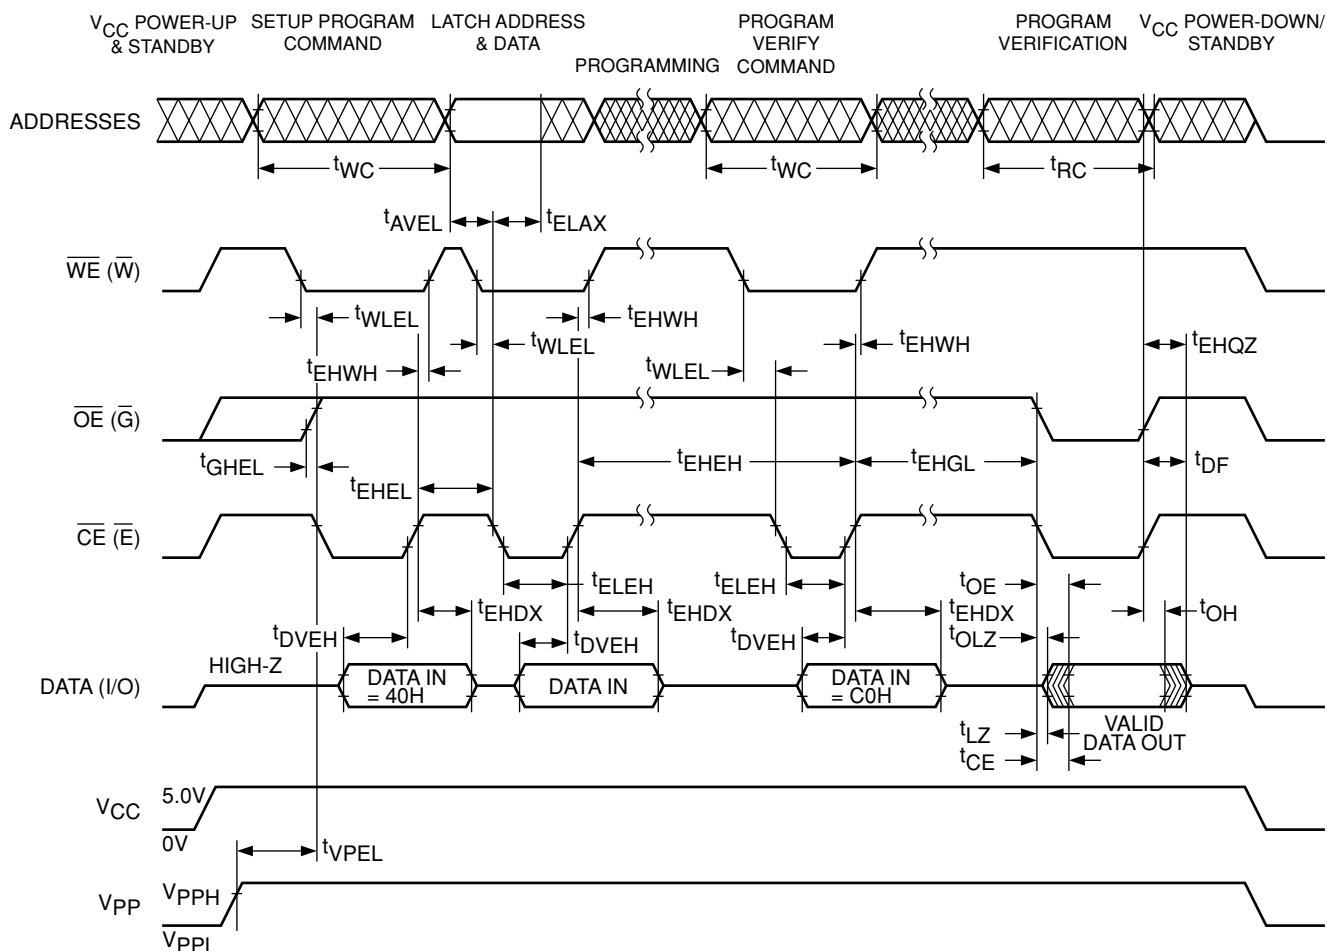 VCC POWER-UP
& STANDBY
SETUP PROGRAM
COMMAND
LATCH ADDRESS
& DATA
PROGRAMMING
PROGRAM
VERIFY
COMMAND
PROGRAM
VERIFICATION
VCC POWER-DOWN/
STANDBY
ADDRESSES
tWC
tWC
tRC
tAVEL
tELAX
WE (W)
tWLEL
tWLEL
tEHWH
tEHWH
tWLEL
tEHWH
tEHQZ
OE (G)
tGHEL
tEHEL
tEHEH
tEHGL
tDF
CE (E)
tELEH
tELEH
tOE
tEHDX
tEHDX
tEHDX
tOH
tDVEH
tDVEH
tDVEH
tOLZ
DATA (I/O)
HIGH-Z
DATA IN
= 40H
DATA IN
DATA IN
= C0H
VALID
DATA OUT
tLZ
tCE
VCC
5.0V
0V
tVPEL
VPP
VPPH
VPPL